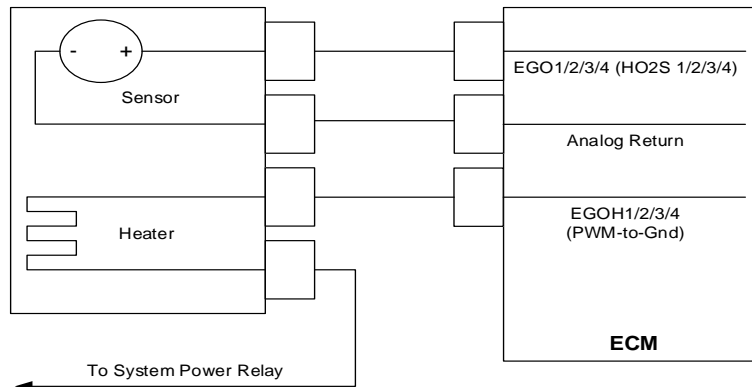 - +
EGO1/2/3/4 (HO2S 1/2/3/4)
Sensor
Analog Return
EGOH1/2/3/4
(PWM-to-Gnd)
Heater
ECM
To System Power Relay